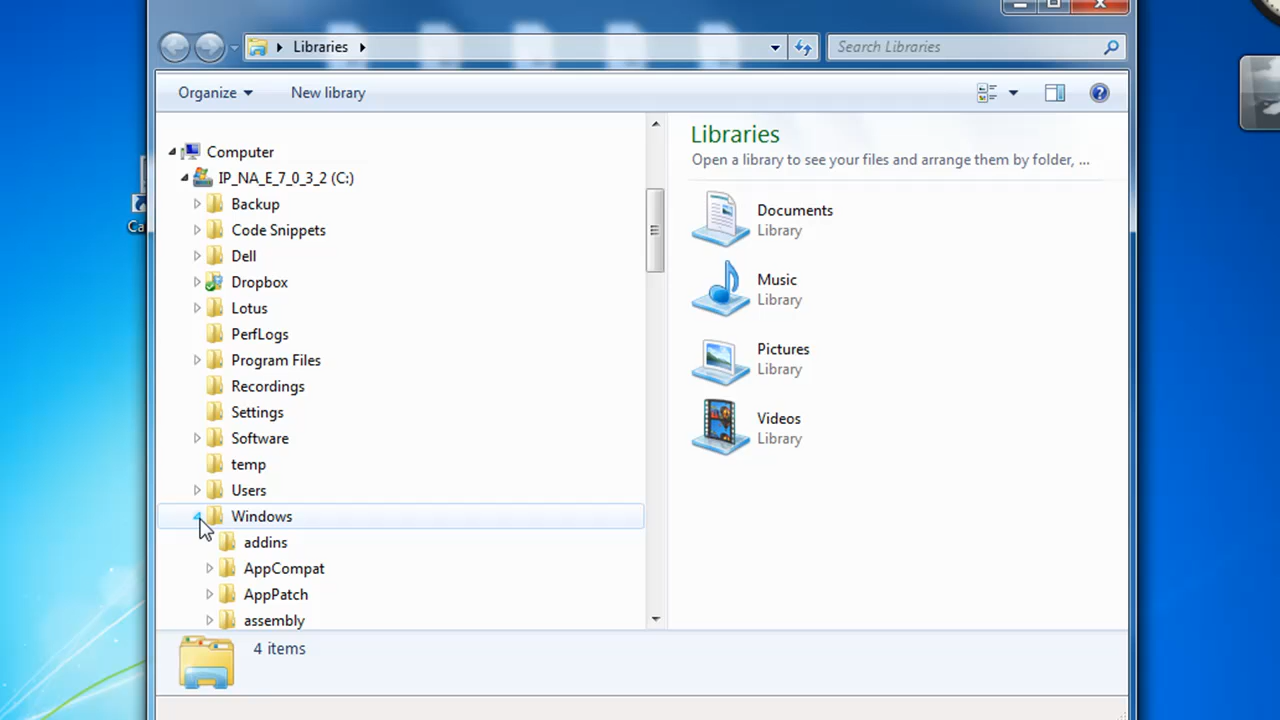 Libraries
Search Libraries
Organize
New library
Computer
IP_NA_E_7_0_3_2 (C:)
Backup
Code Snippets
Dell
Dropbox
Lotus
PerfLogs
Program Files
Recordings
Settings
Software
temp
Users
Windows
addins
AppCompat
AppPatch
assembly
Libraries
Open a library to see your files and arrange them by folder, ...
Documents
Library
Music
Library
Pictures
Library
Videos
Library
4 items
Ca